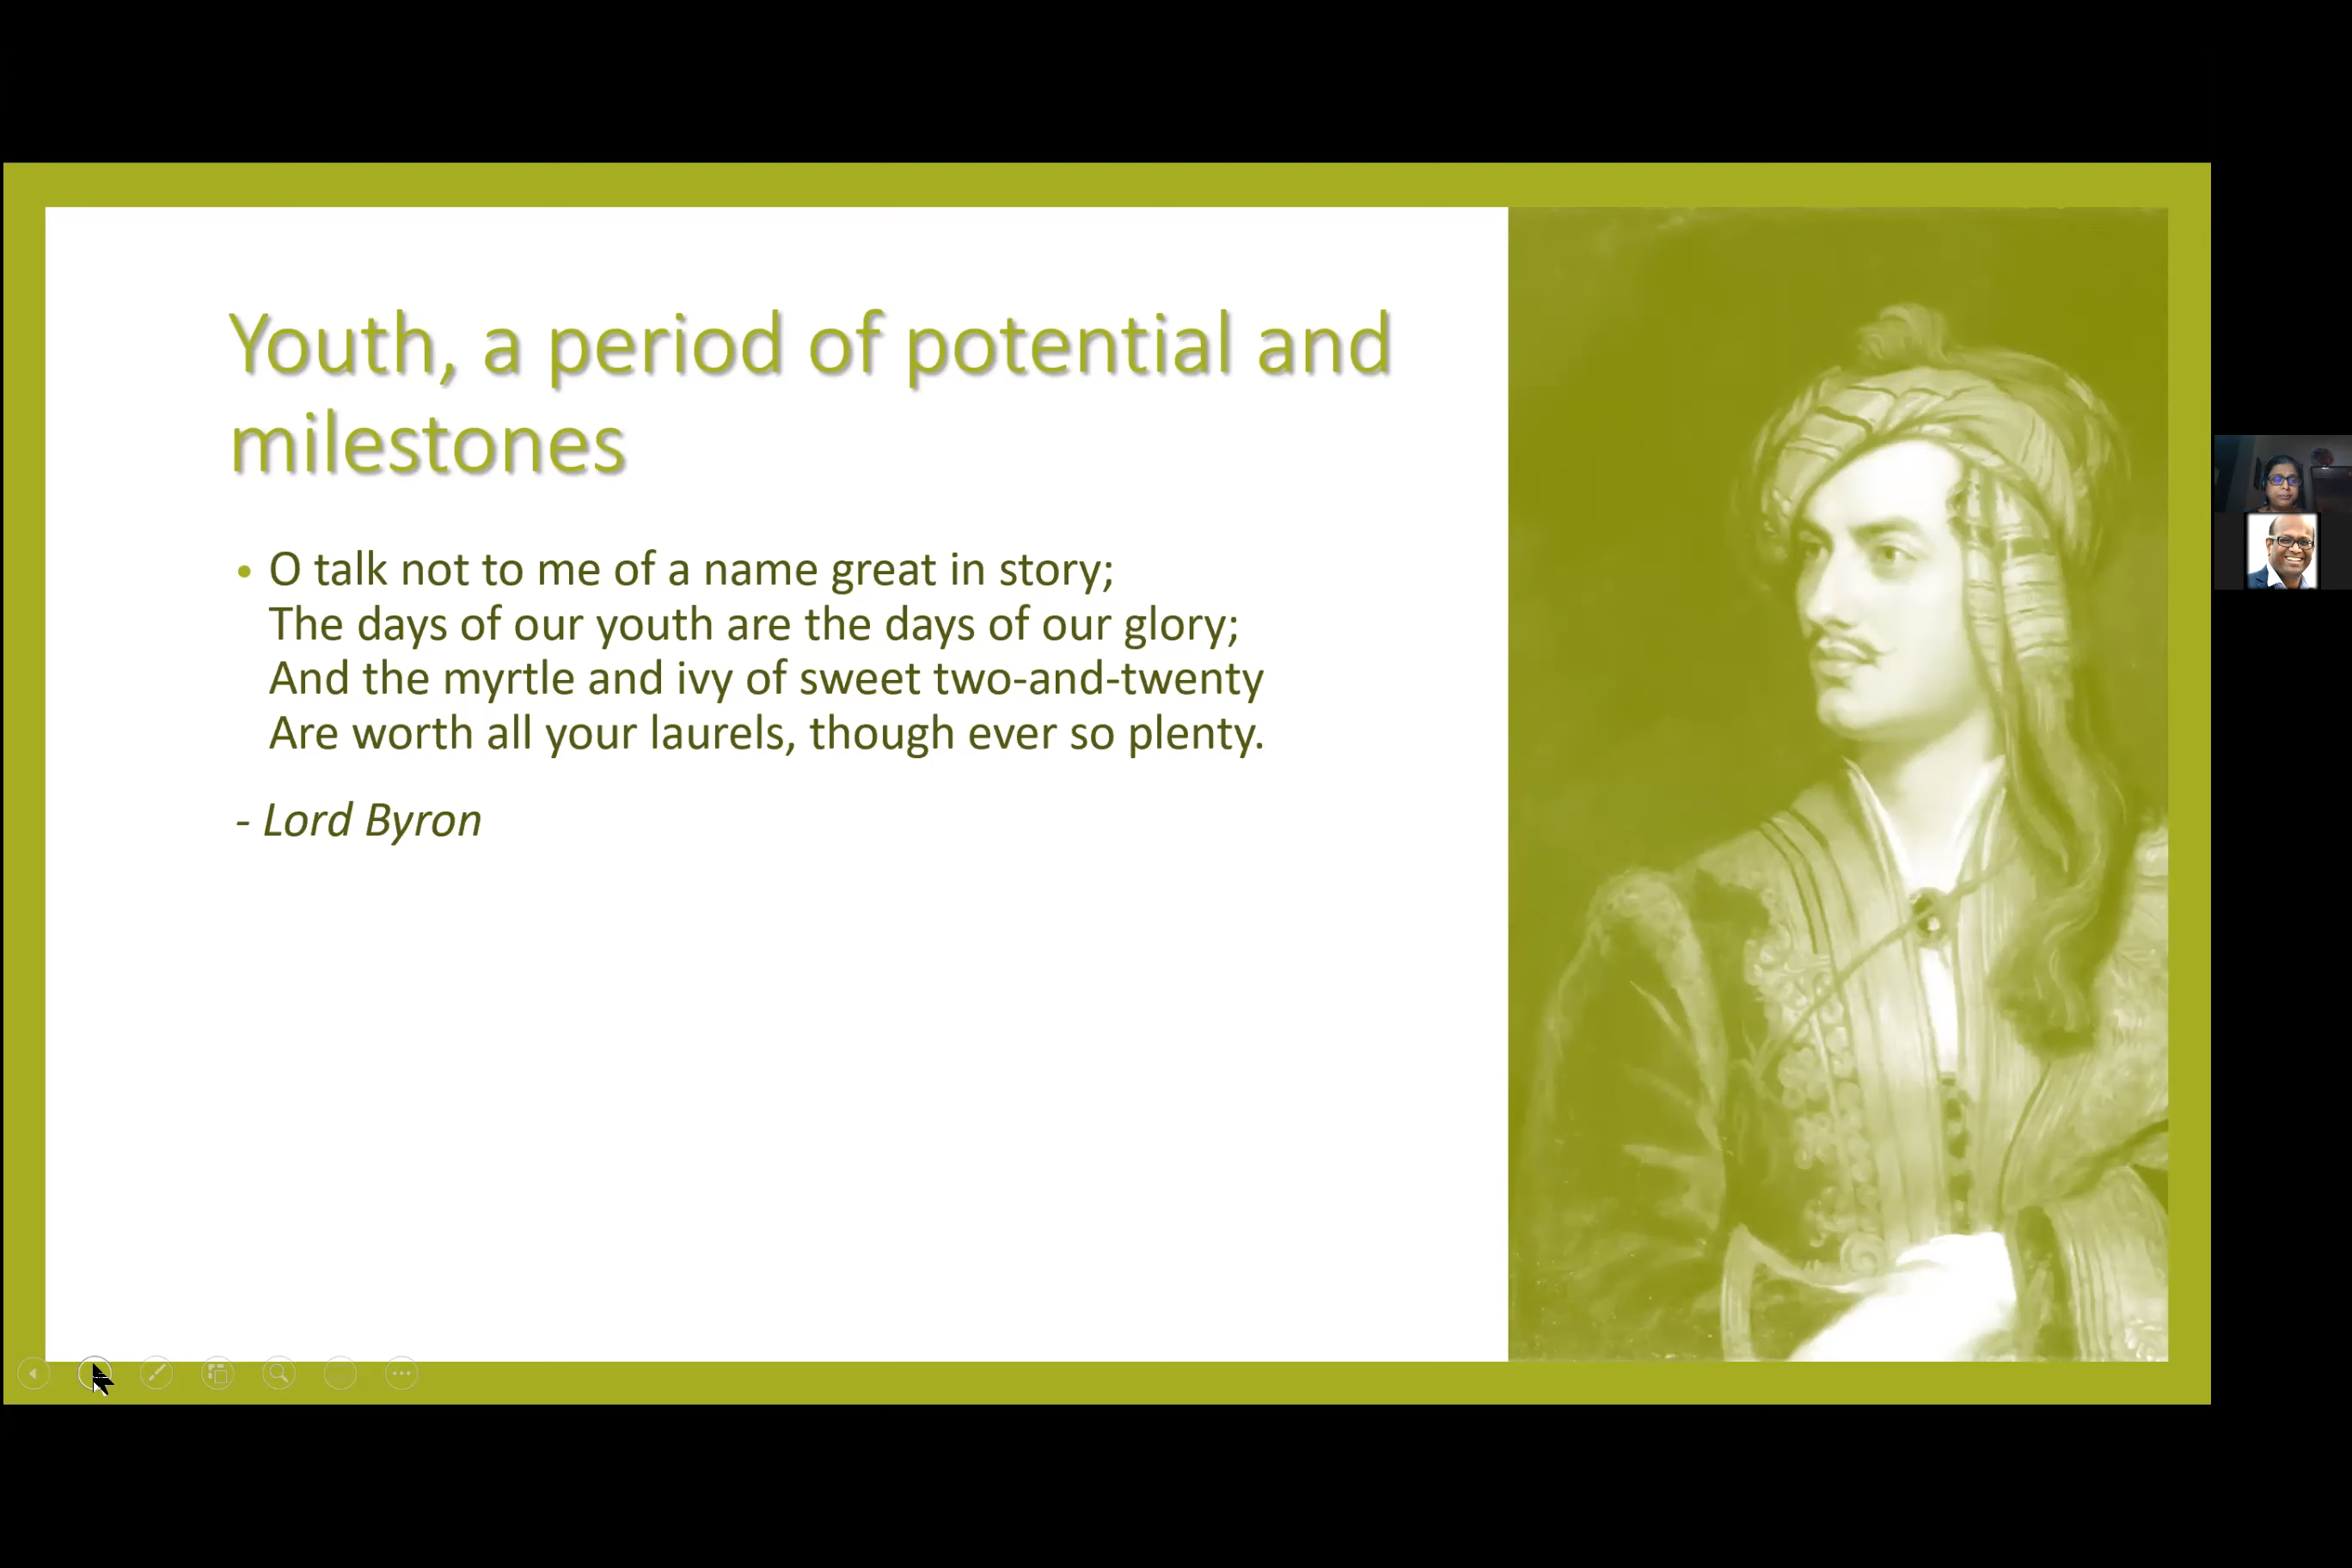 Youth, a period of potential and
milestones
• O talk not to me of a name great in story;
The days of our youth are the days of our glory;
And the myrtle and ivy of sweet two-and-twenty
Are worth all your laurels, though ever so plenty.
- Lord Byron